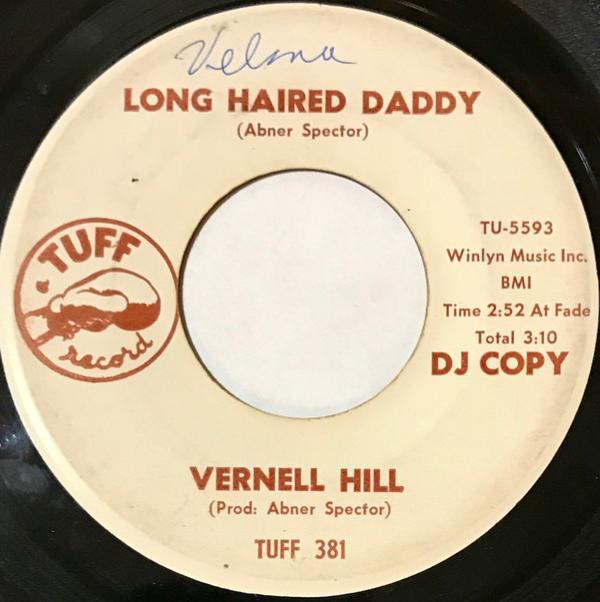 Velma
LONG HAIRED DADDY
(Abner Spector)
TUFF
record
TU-5593
Winlyn Music Inc.
BMI
Time 2:52 At Fade
Total 3:10
DJ COPY
VERNELL HILL
(Prod: Abner Spector)
TUFF 381